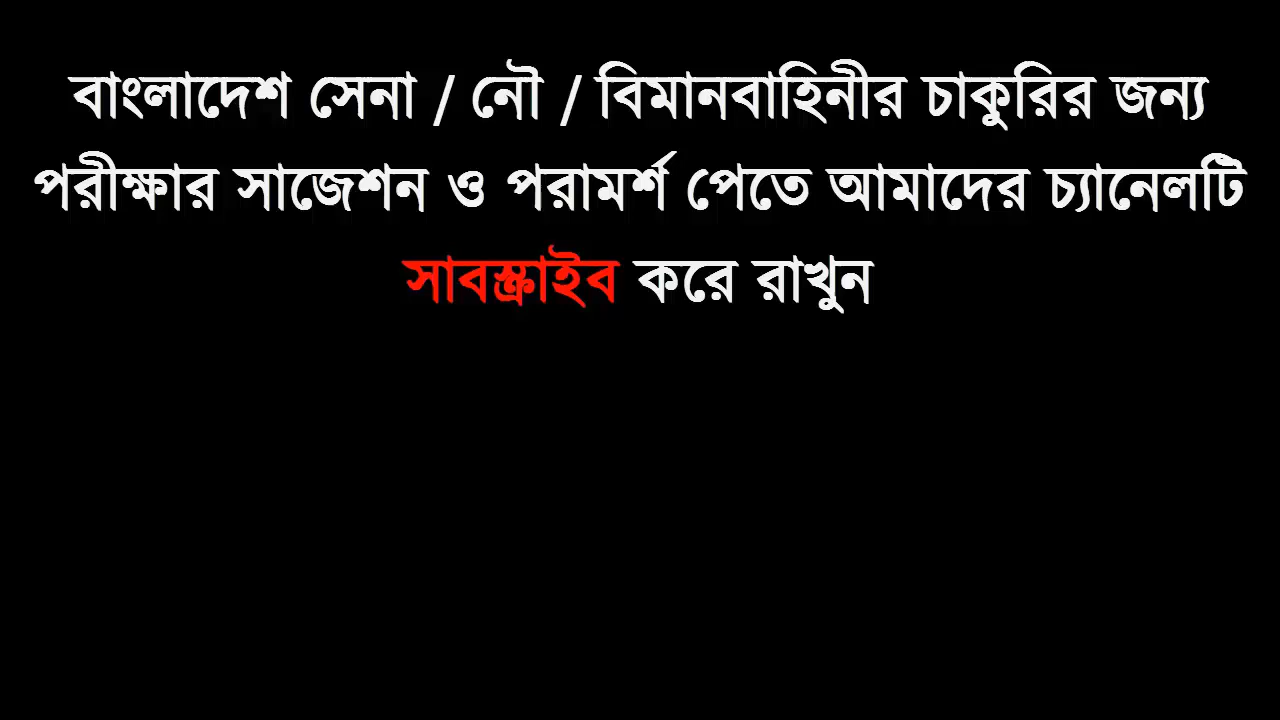 বাংলাদেশ সেনা / নৌ / বিমানবাহিনীর চাকুরির জন্য
পরীক্ষার সাজেশন ও পরামর্শ পেতে আমাদের চ্যানেলটি
সাবস্ক্রাইব করে রাখুন